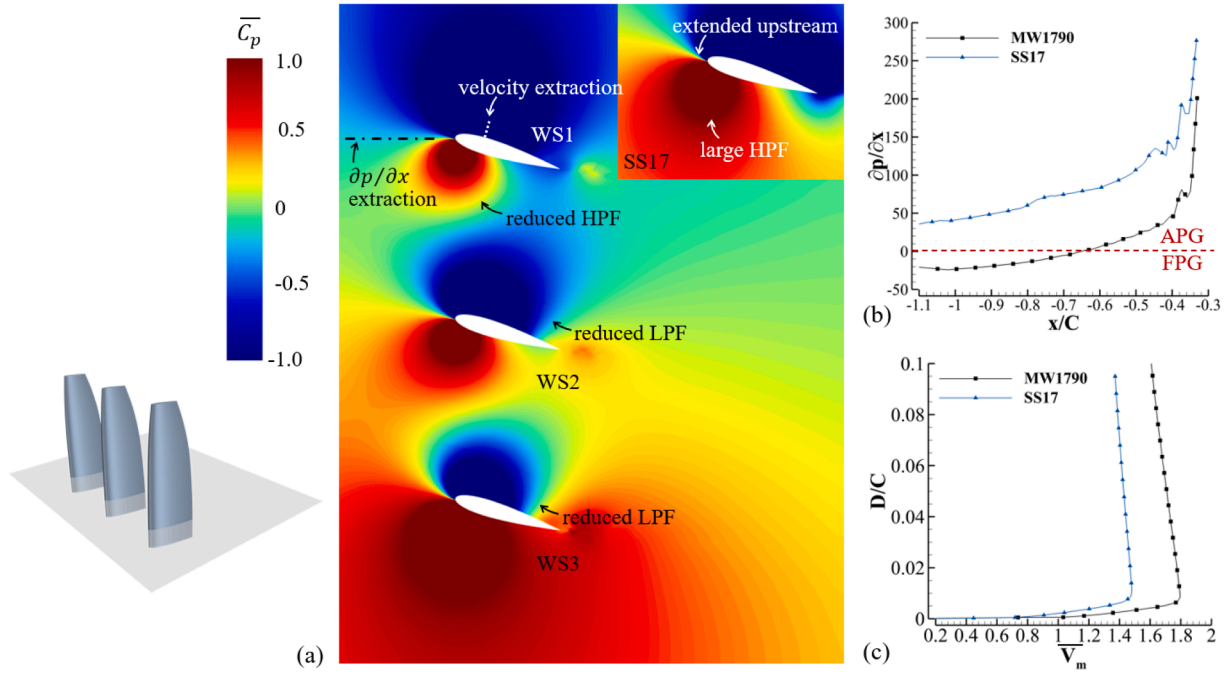 C̅p̅
1.0
0.5
0
-0.5
-1.0
velocity extraction
WS1
∂p/∂x
extraction
reduced HPF
extended upstream
large HPF
SS17
reduced LPF
WS2
reduced LPF
WS3
(a)
MW1790
SS17
∂p/∂x
300
250
200
150
100
50
0
-50
APG
FPG
-1.1 -1 -0.9 -0.8 -0.7 -0.6 -0.5 -0.4 -0.3
x/C
(b)
MW1790
SS17
D/C
0.1
0.08
0.06
0.04
0.02
0
0.2 0.4 0.6 0.8 1 1.2 1.4 1.6 1.8 2
V̅m̅
(c)